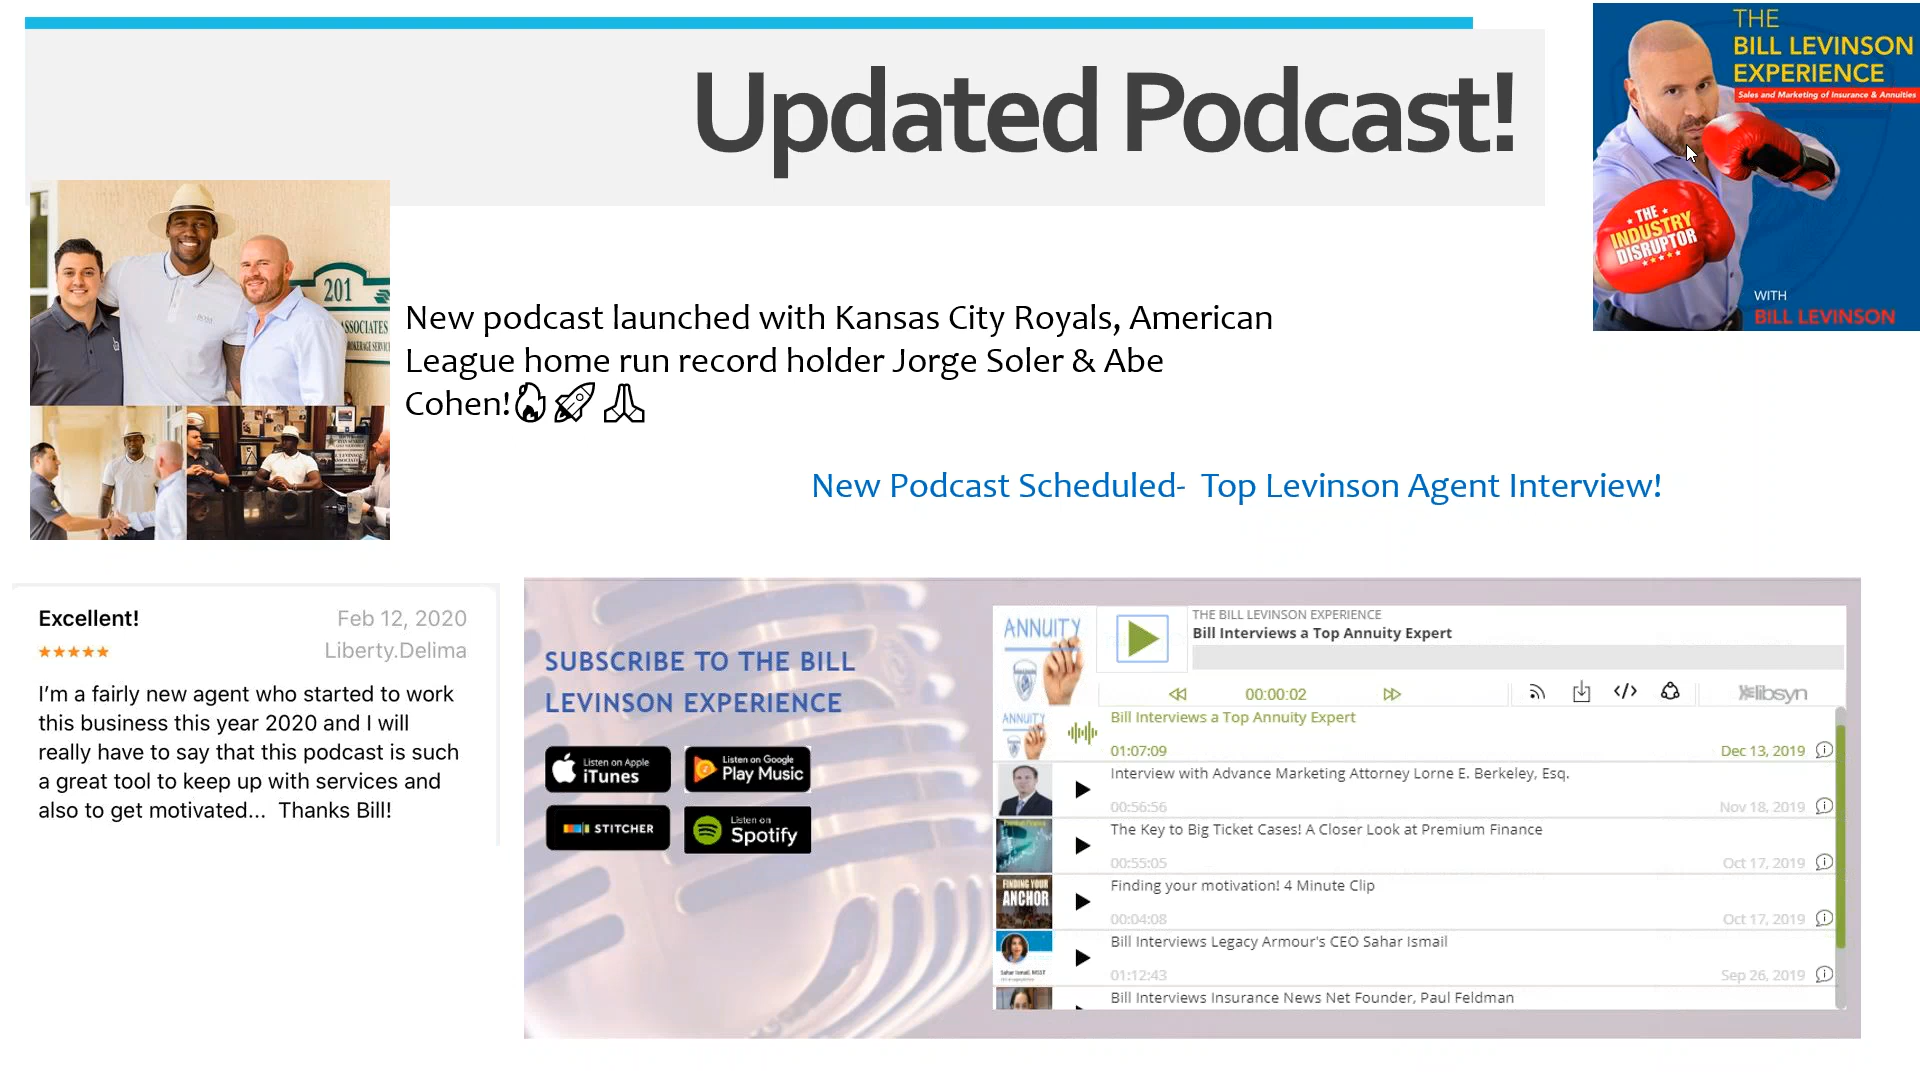 Updated Podcast!
THE
BILL LEVINSON
EXPERIENCE
Sales and Marketing of Insurance & Annuities
THE
INDUSTRY
DISRUPTOR
WITH
BILL LEVINSON
201
ASSOCIATES
New podcast launched with Kansas City Royals, American
League home run record holder Jorge Soler & Abe
Cohen!🔥🚀🙏
New Podcast Scheduled-  Top Levinson Agent Interview!
Excellent!
Feb 12, 2020
Liberty.Delima
I'm a fairly new agent who started to work
this business this year 2020 and I will
really have to say that this podcast is such
a great tool to keep up with services and
also to get motivated...  Thanks Bill!
SUBSCRIBE TO THE BILL
LEVINSON EXPERIENCE
Listen on Apple
iTunes
Listen on Google
Play Music
STITCHER
Listen on
Spotify
ANNUITY
THE BILL LEVINSON EXPERIENCE
Bill Interviews a Top Annuity Expert
00:00:02
libsyn
ANNUITY
Bill Interviews a Top Annuity Expert
01:07:09
Dec 13, 2019
Interview with Advance Marketing Attorney Lorne E. Berkeley, Esq.
00:56:56
Nov 18, 2019
The Key to Big Ticket Cases! A Closer Look at Premium Finance
00:55:05
Oct 17, 2019
FINDING YOUR
ANCHOR
Finding your motivation! 4 Minute Clip
00:04:08
Oct 17, 2019
Sahar Ismail, MSST
Bill Interviews Legacy Armour's CEO Sahar Ismail
01:12:43
Sep 26, 2019
Bill Interviews Insurance News Net Founder, Paul Feldman